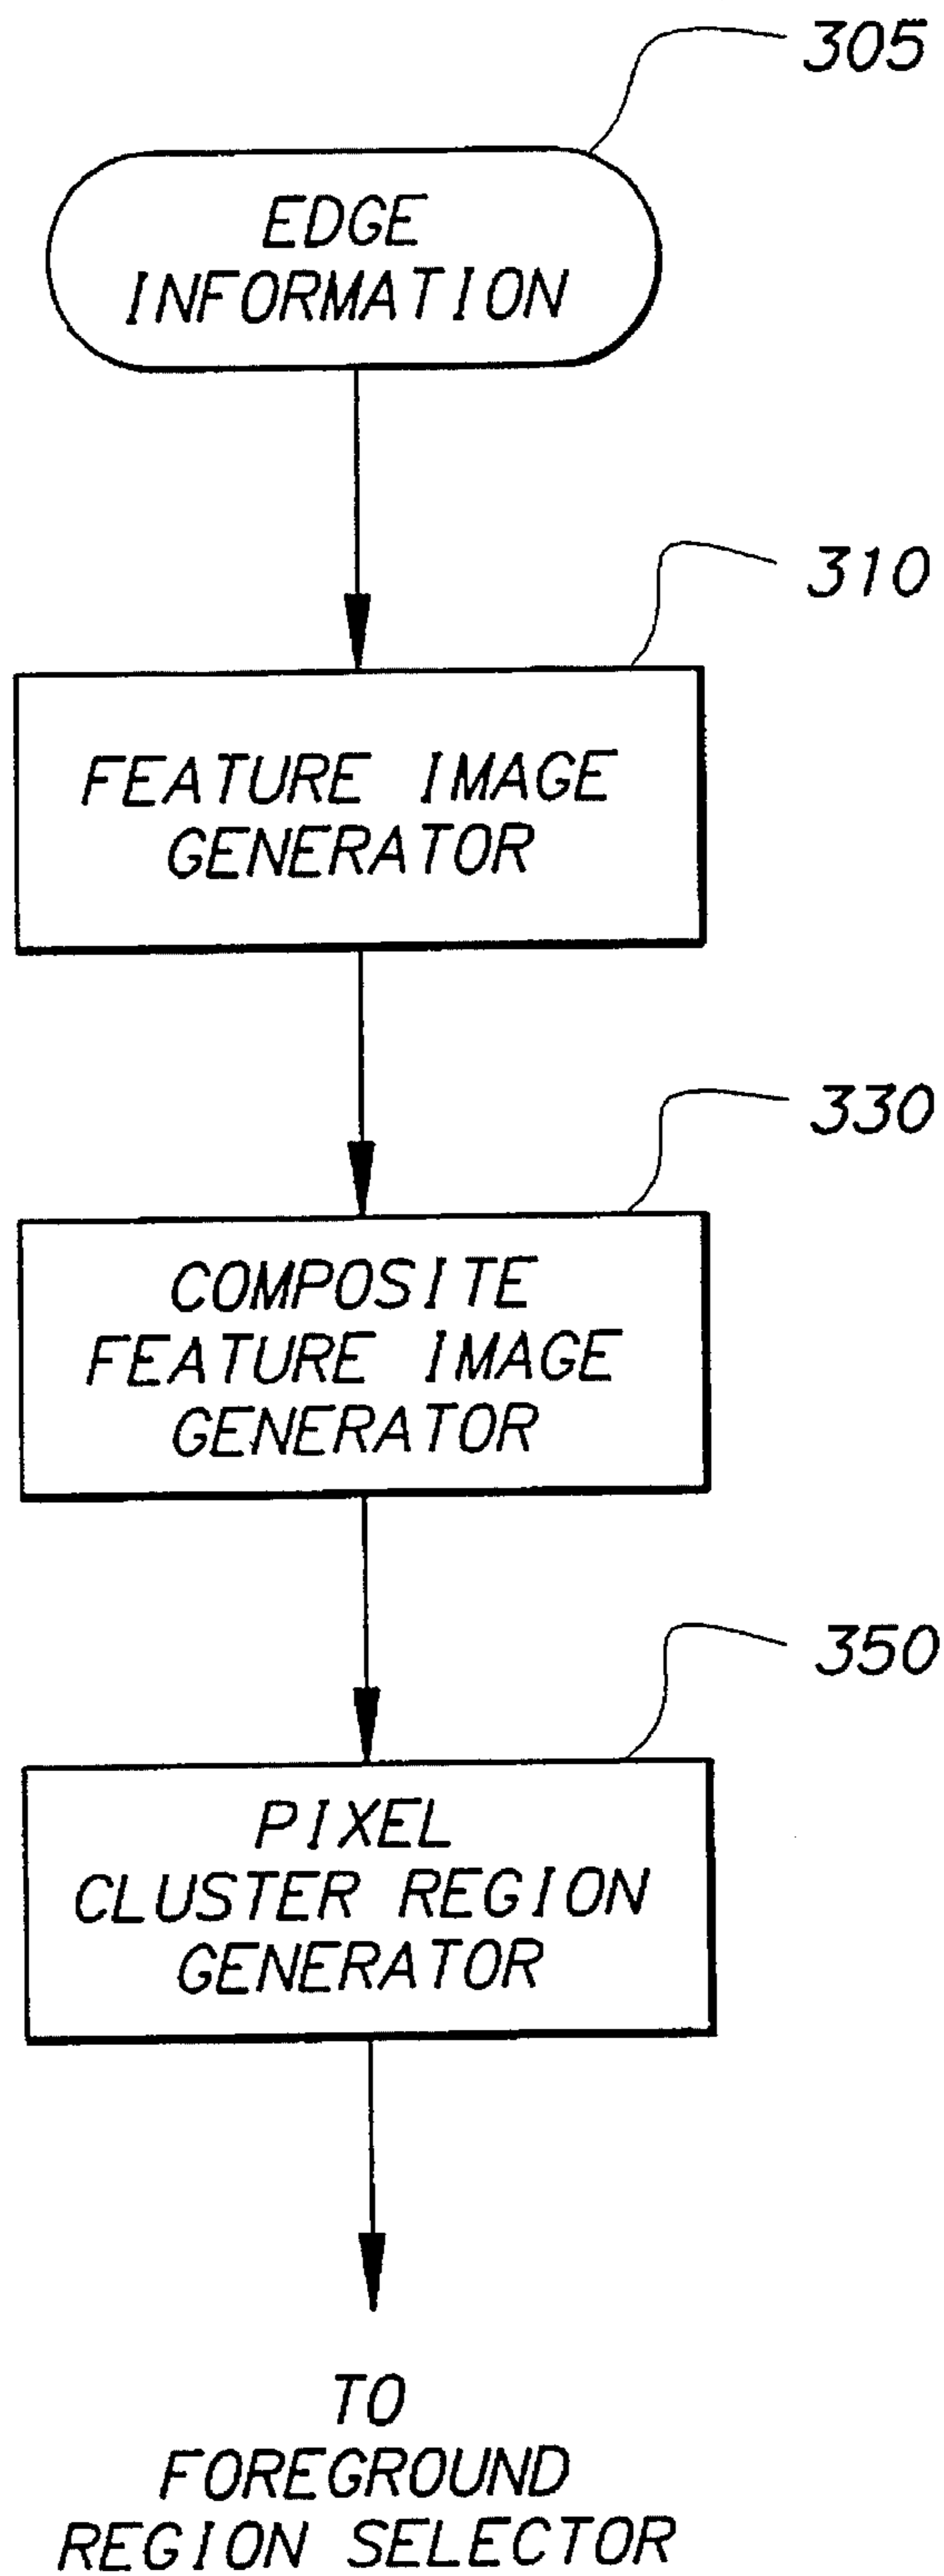 305
EDGE
INFORMATION
310
FEATURE IMAGE
GENERATOR
330
COMPOSITE
FEATURE IMAGE
GENERATOR
350
PIXEL
CLUSTER REGION
GENERATOR
TO
FOREGROUND
REGION SELECTOR